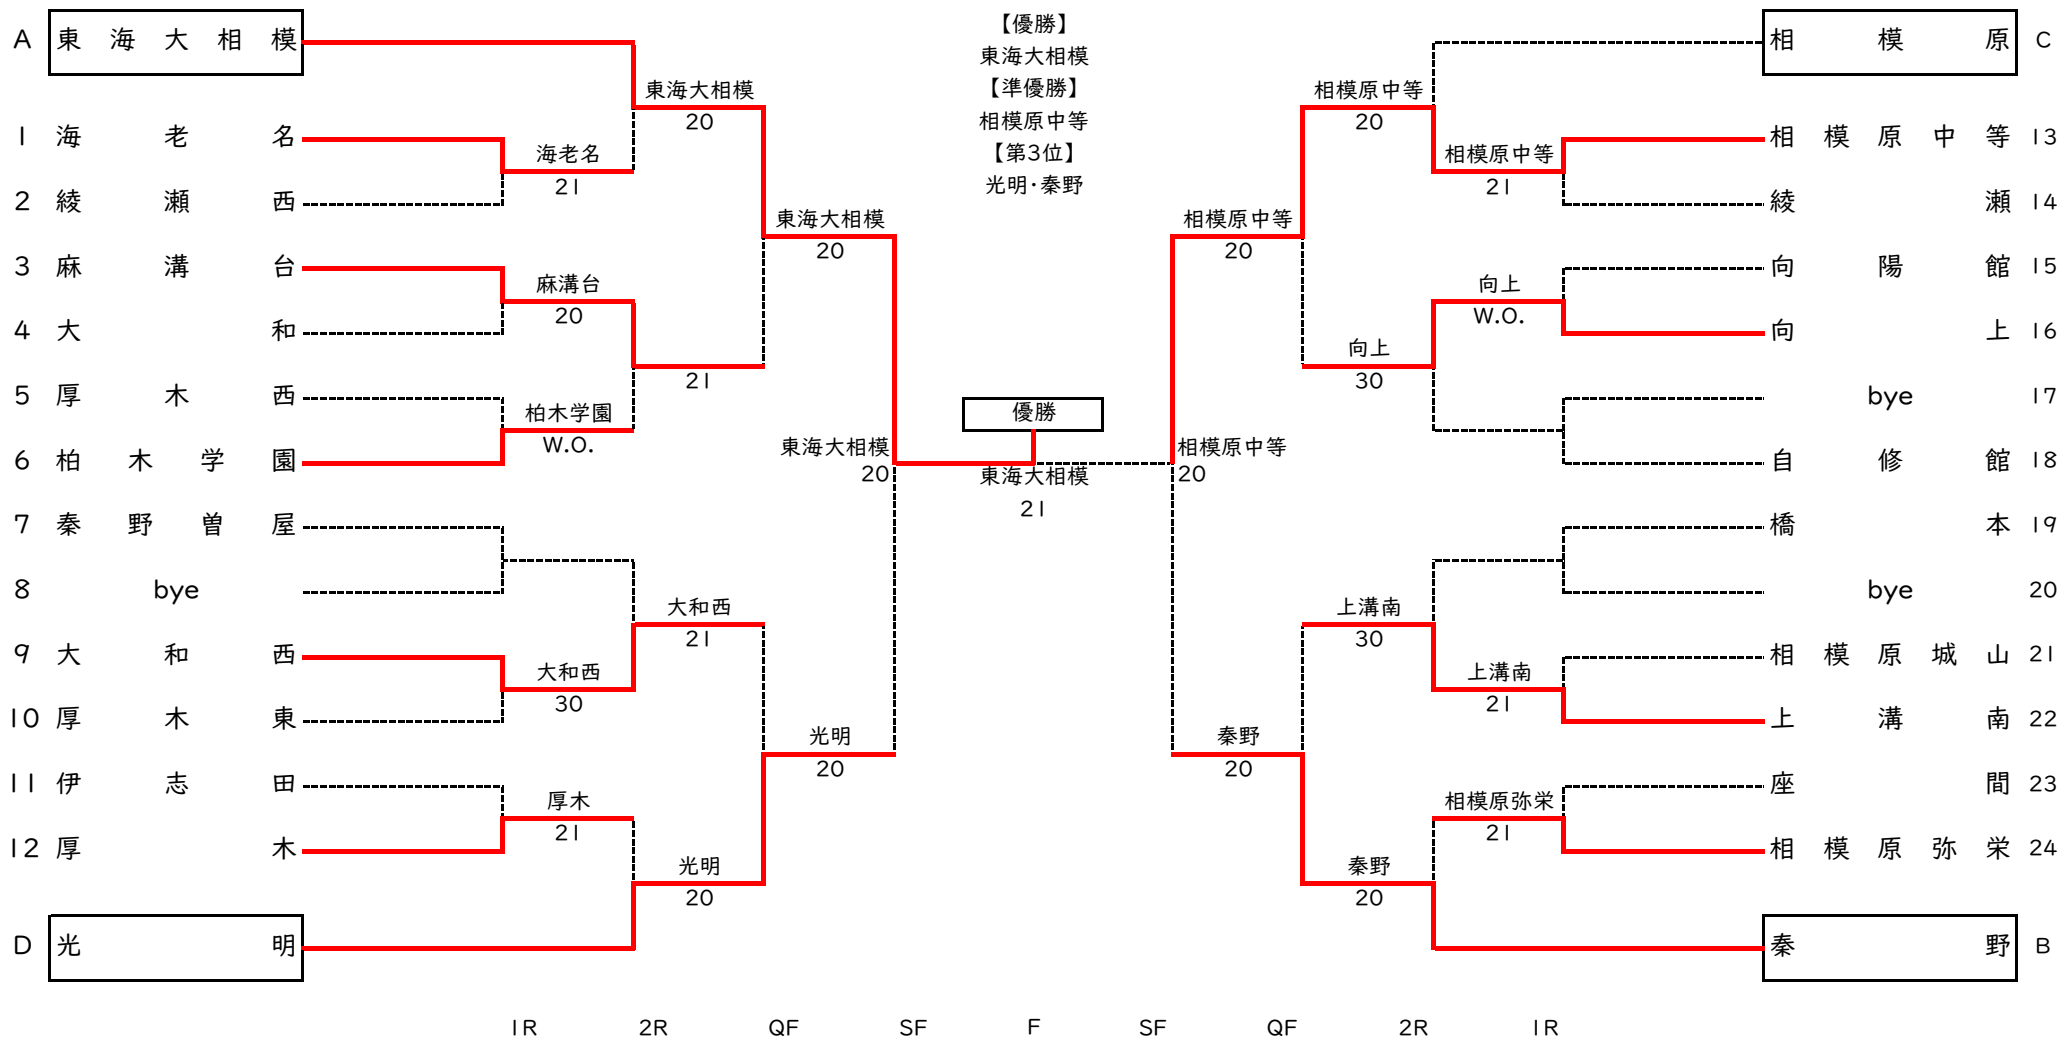 【優勝】
東海大相模
【準優勝】
相模原中等
【第3位】
光明・秦野
A 東海大相模
1 海老名
2 綾瀬西
3 麻溝台
4 大和
5 厚木西
6 柏木学園
7 秦野曽屋
8 bye
9 大和西
10 厚木東
11 伊志田
12 厚木
D 光明
海老名
21
麻溝台
20
柏木学園
W.O.
大和西
30
厚木
21
東海大相模
20
21
大和西
21
光明
20
東海大相模
20
光明
20
東海大相模
20
優勝
東海大相模
21
相模原中等
20
相模原中等
20
秦野
20
相模原中等
20
向上
30
上溝南
30
秦野
20
相模原中等
21
向上
W.O.
上溝南
21
相模原弥栄
21
相模原 C
相模原中等 13
綾瀬 14
向陽館 15
向上 16
bye 17
自修館 18
橋本 19
bye 20
相模原城山 21
上溝南 22
座間 23
相模原弥栄 24
秦野 B
1R 2R QF SF F SF QF 2R 1R